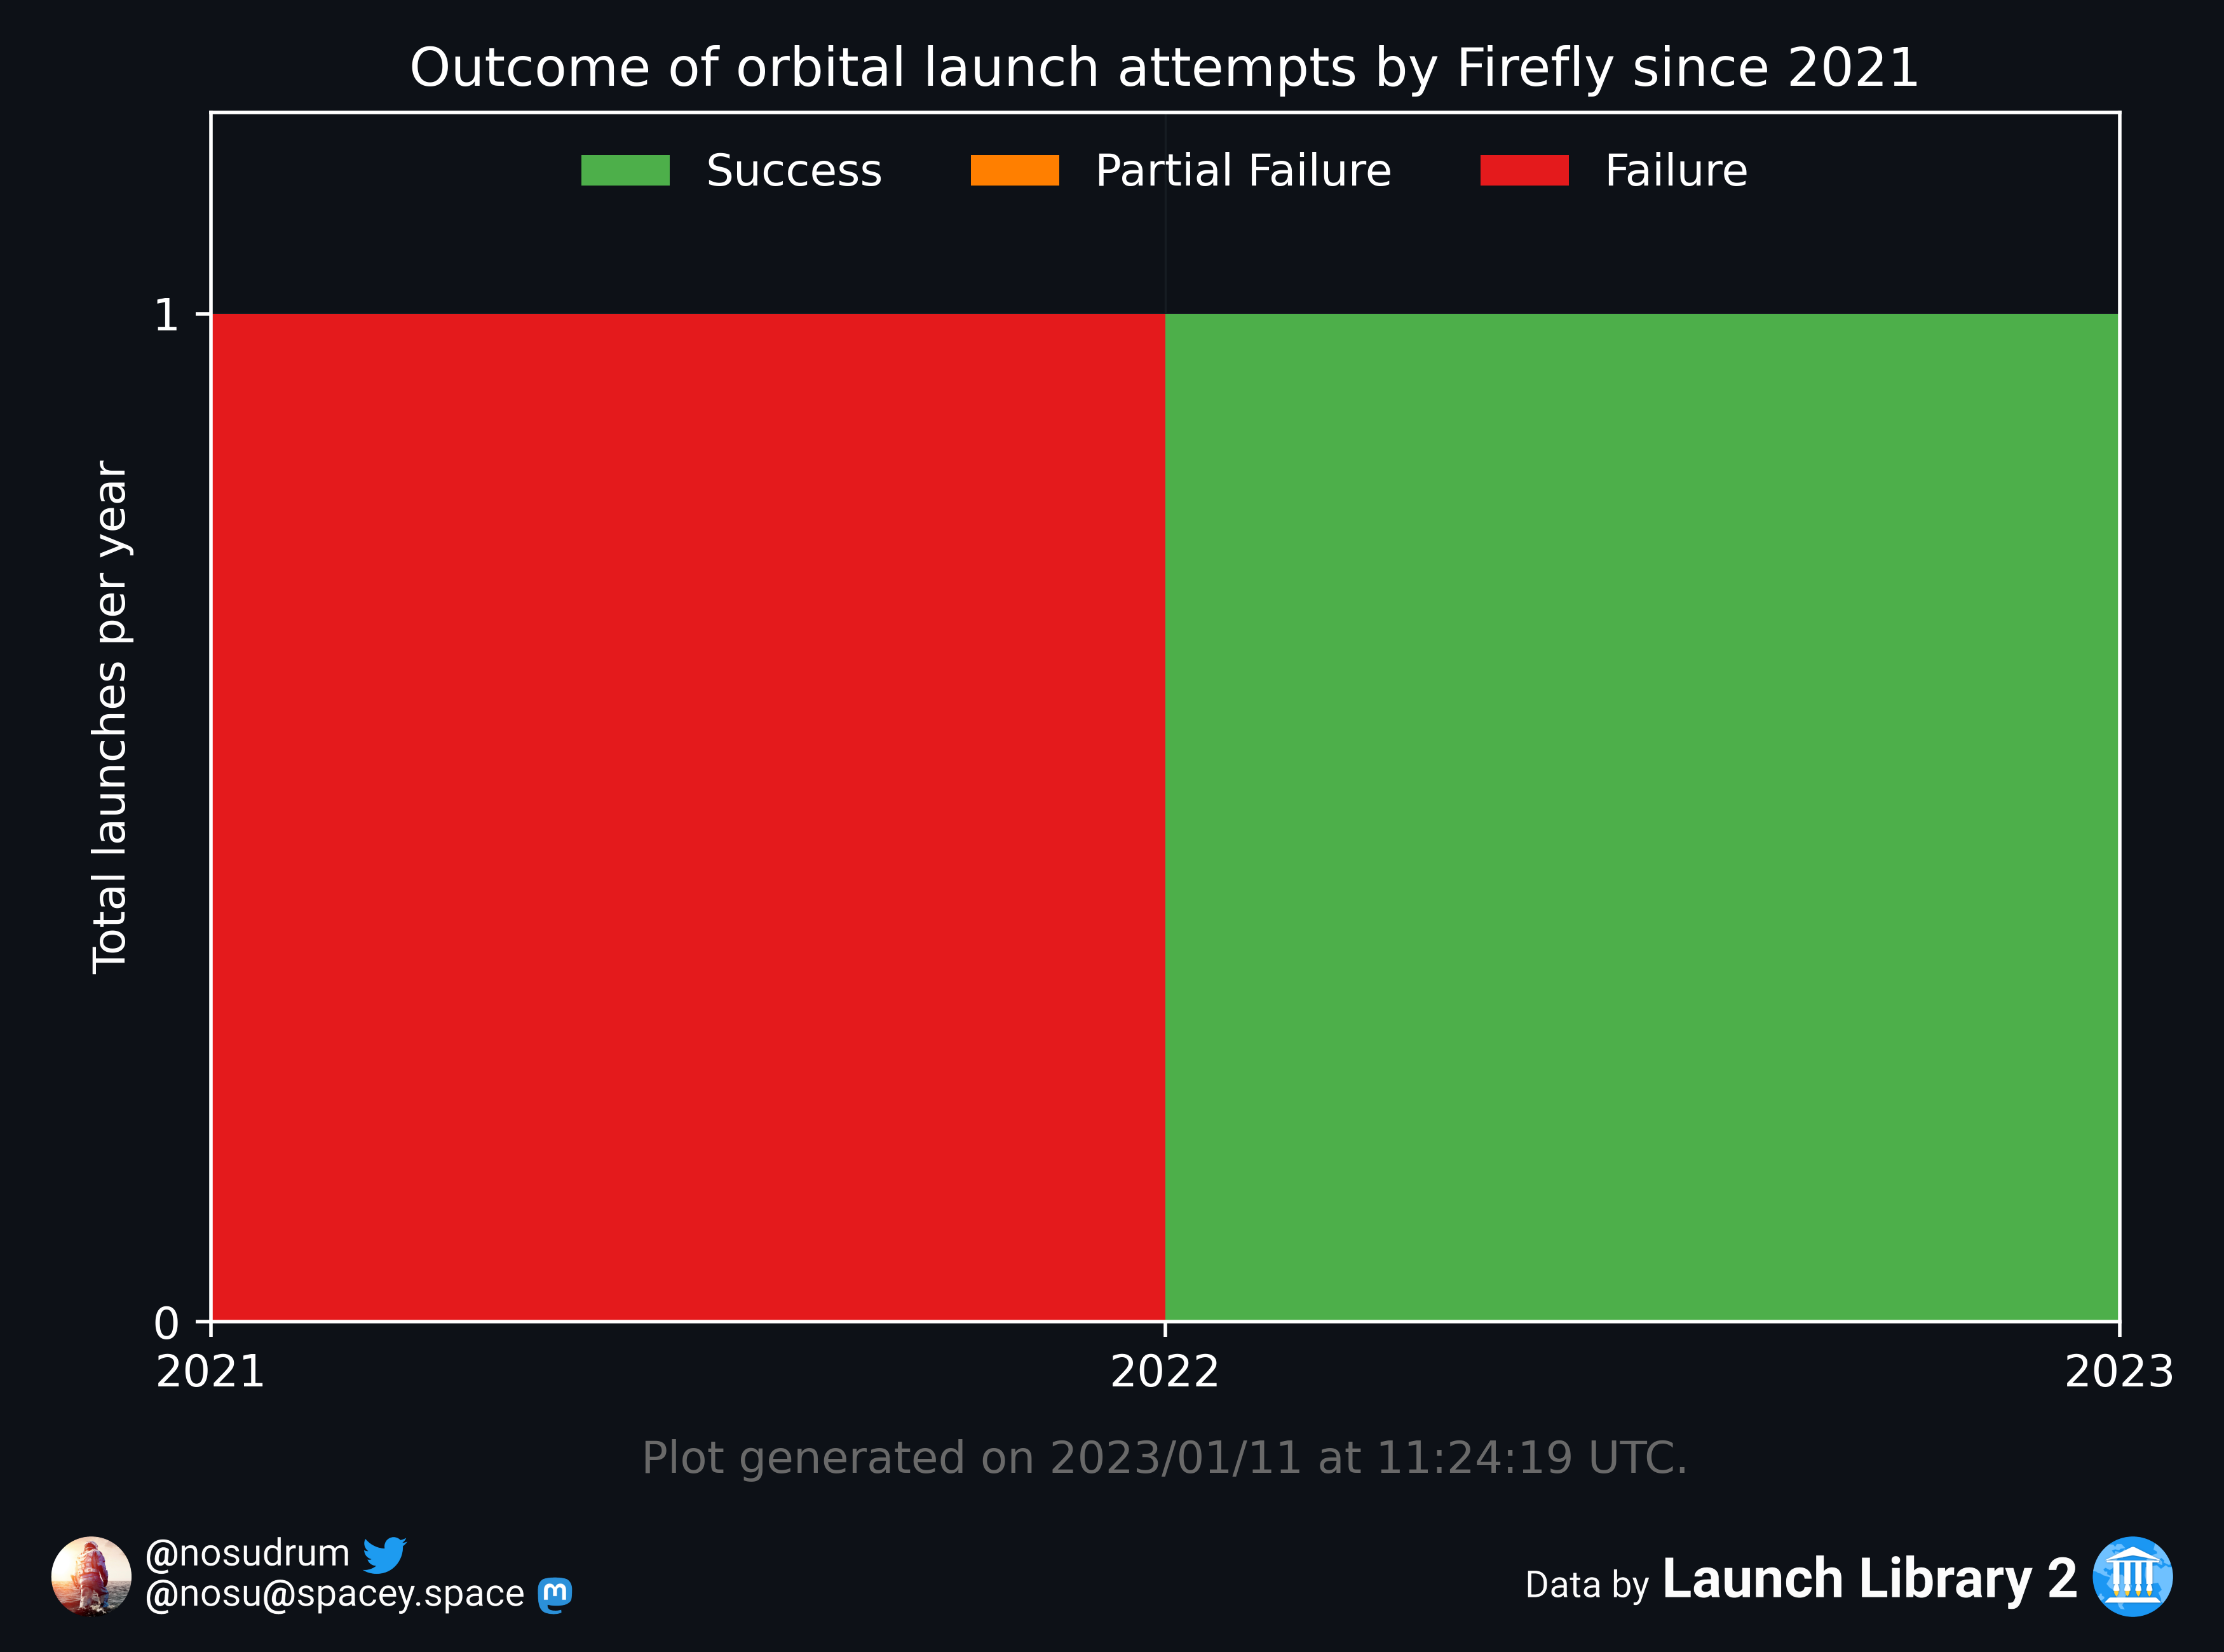 Outcome of orbital launch attempts by Firefly since 2021
Success Partial Failure Failure
1
Total launches per year
0
2021 2022 2023
Plot generated on 2023/01/11 at 11:24:19 UTC.
@nosudrum
@nosu@spacey.space
Data by Launch Library 2